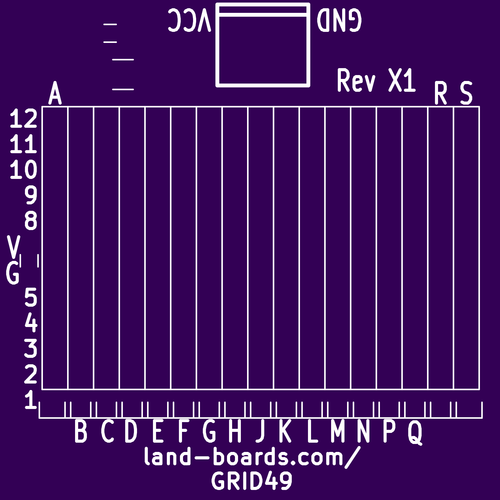 VCC GND
Rev X1
A R S
12
11
10
9
8
V
G
5
4
3
2
1
B C D E F G H J K L M N P Q
land-boards.com/
GRID49